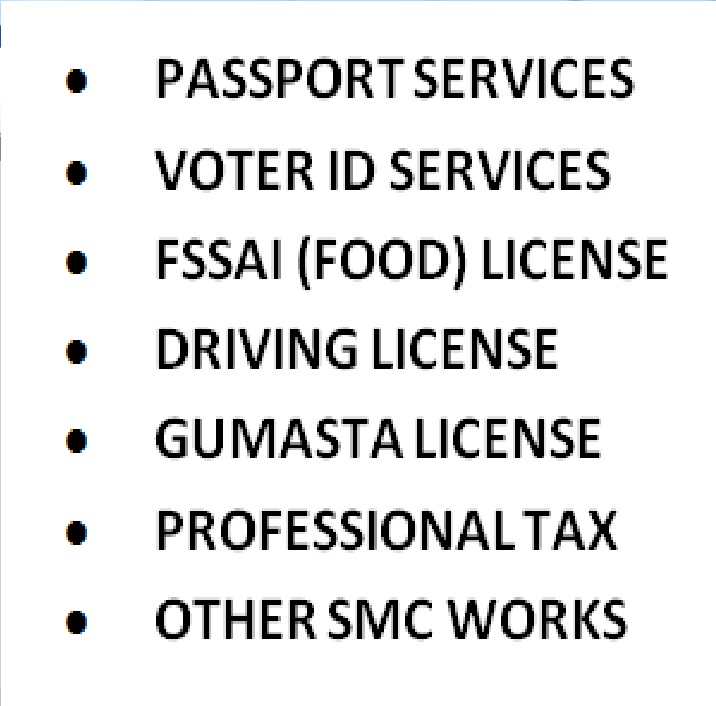 • PASSPORT SERVICES
• VOTER ID SERVICES
• FSSAI (FOOD) LICENSE
• DRIVING LICENSE
• GUMASTA LICENSE
• PROFESSIONAL TAX
• OTHER SMC WORKS